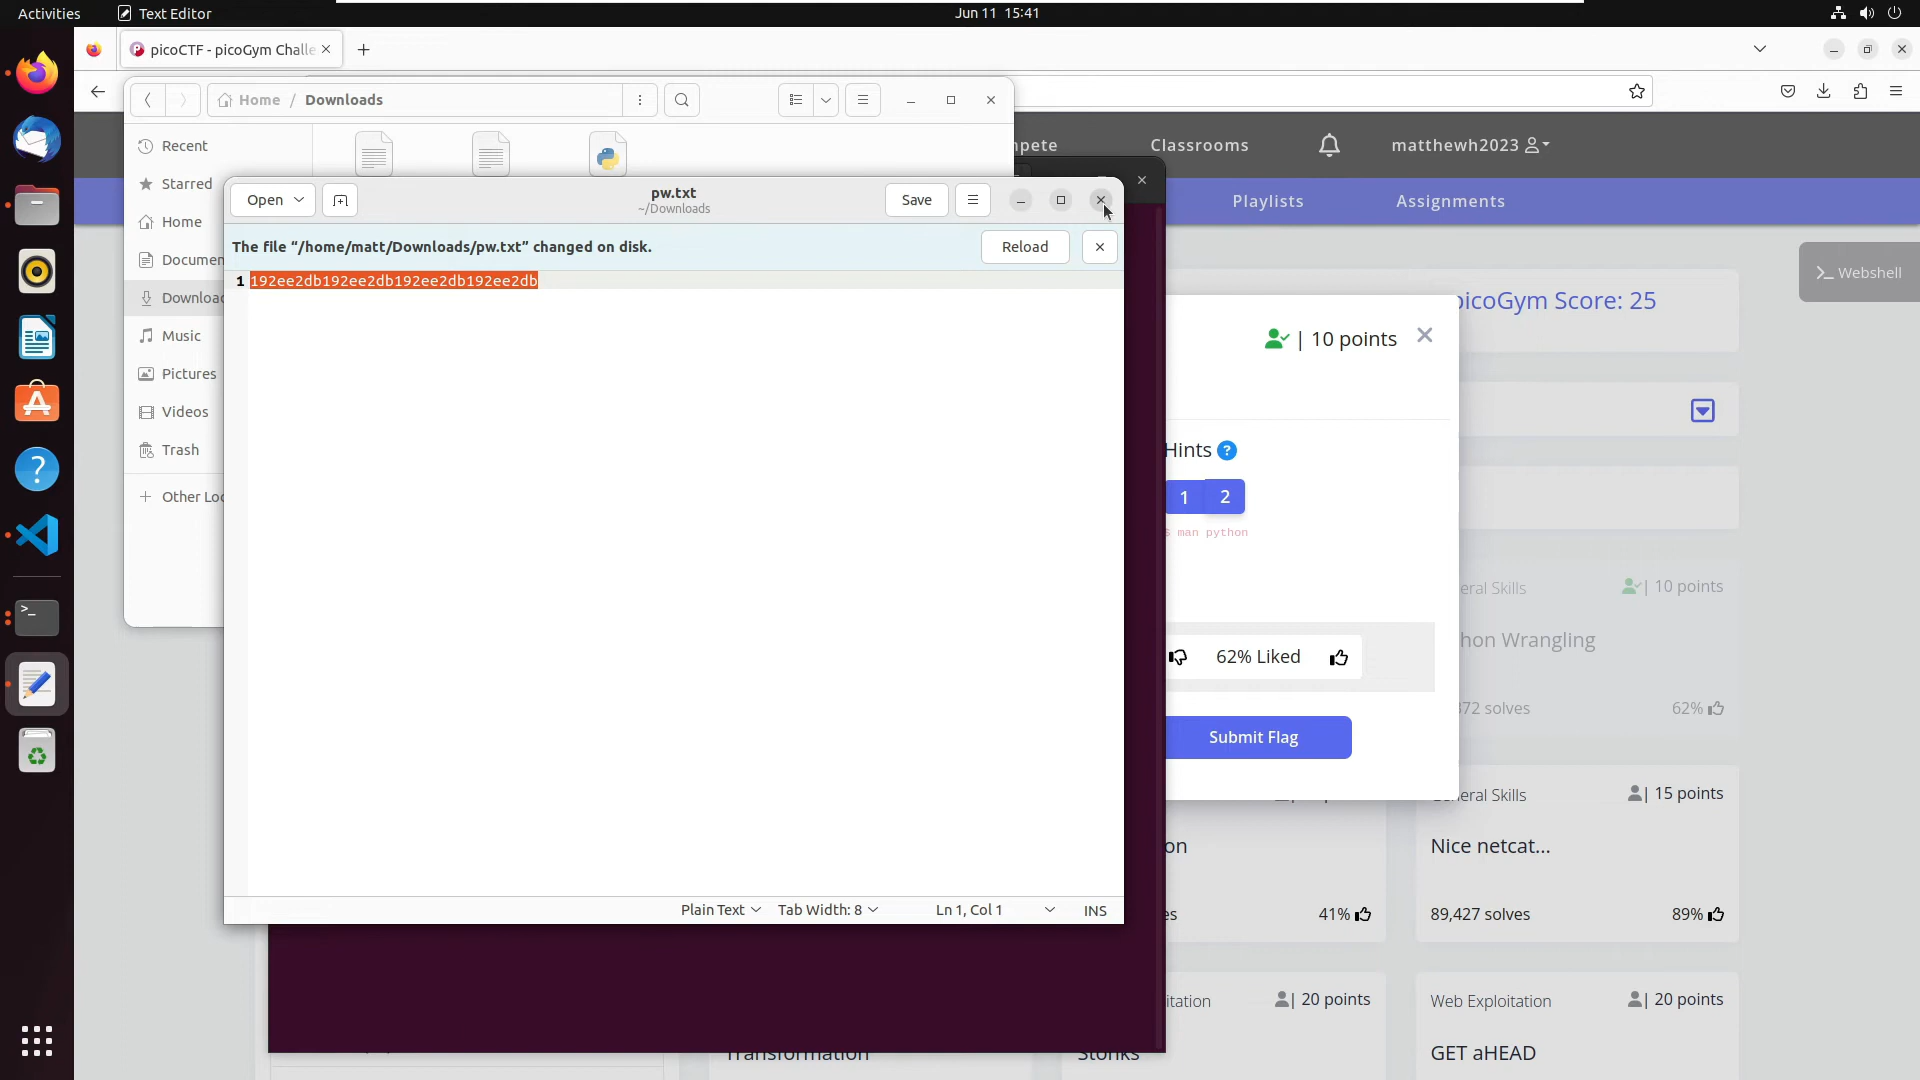 Activities
Text Editor
Jun 11 15:41
picoCTF - picoGym Challe
Home / Downloads
Recent
Starred
Home
Documen
Downloac
Music
Pictures
Videos
Trash
Other Loc
Open
pw.txt
~/Downloads
Save
The file “/home/matt/Downloads/pw.txt” changed on disk.
Reload
1 192ee2db192ee2db192ee2db192ee2db
Plain Text
Tab Width: 8
Ln 1, Col 1
INS
mpete
Classrooms
matthewh2023
Playlists
Assignments
Webshell
picoGym Score: 25
| 10 points
Hints ?
1 2
$ man python
62% Liked
Submit Flag
eral Skills
| 10 points
hon Wrangling
372 solves
62%
on
es
41%
General Skills
| 15 points
Nice netcat...
89,427 solves
89%
itation
| 20 points
Transformation
Stonks
Web Exploitation
| 20 points
GET aHEAD